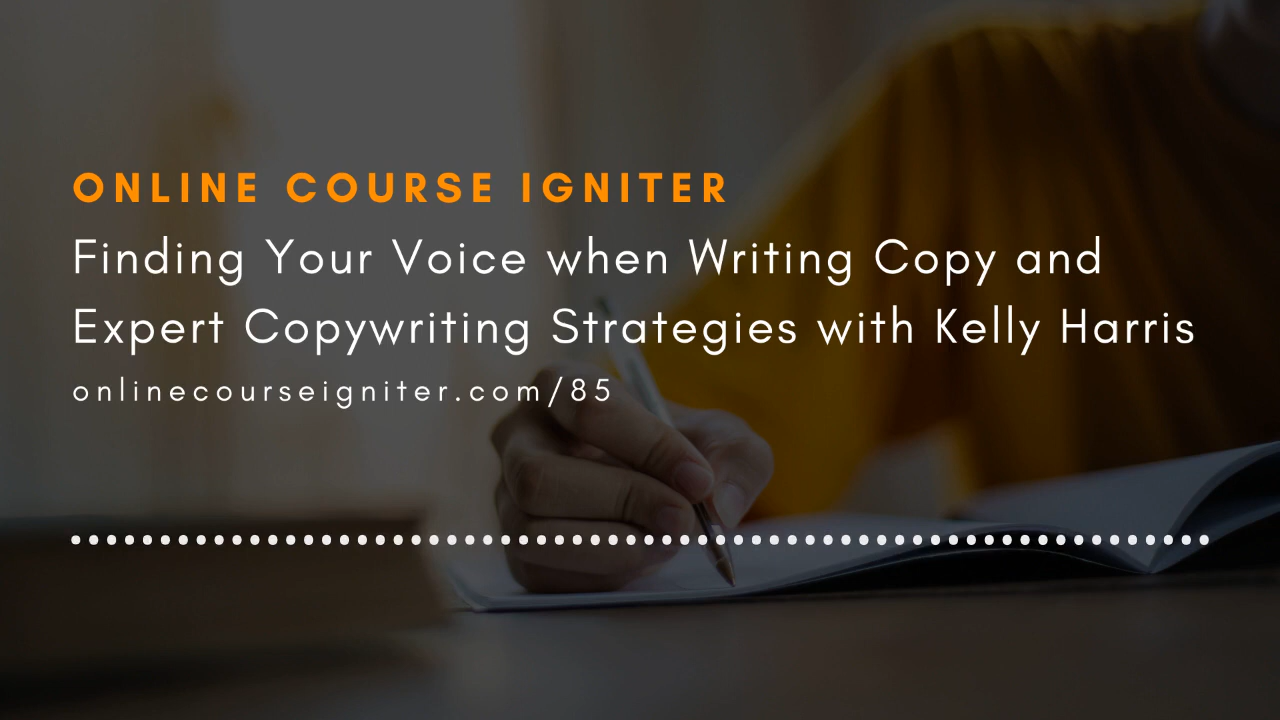 ONLINE COURSE IGNITER
Finding Your Voice when Writing Copy and
Expert Copywriting Strategies with Kelly Harris
onlinecourseigniter.com/85